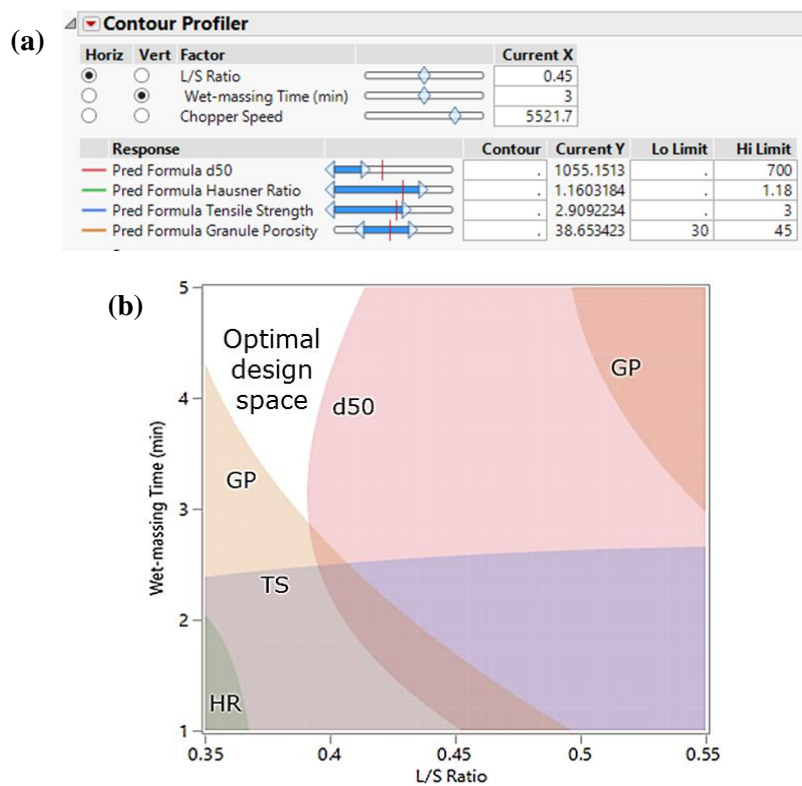 (a)
Contour Profiler
Horiz Vert Factor Current X
L/S Ratio 0.45
Wet-massing Time (min) 3
Chopper Speed 5521.7
Response Contour Current Y Lo Limit Hi Limit
Pred Formula d50 . 1055.1513 . 700
Pred Formula Hausner Ratio . 1.1603184 . 1.18
Pred Formula Tensile Strength . 2.9092234 . 3
Pred Formula Granule Porosity . 38.653423 30 45
(b)
5
Optimal
design
space
GP
4
d50
GP
Wet-massing Time (min)
3
TS
2
HR
1
0.35 0.4 0.45 0.5 0.55
L/S Ratio